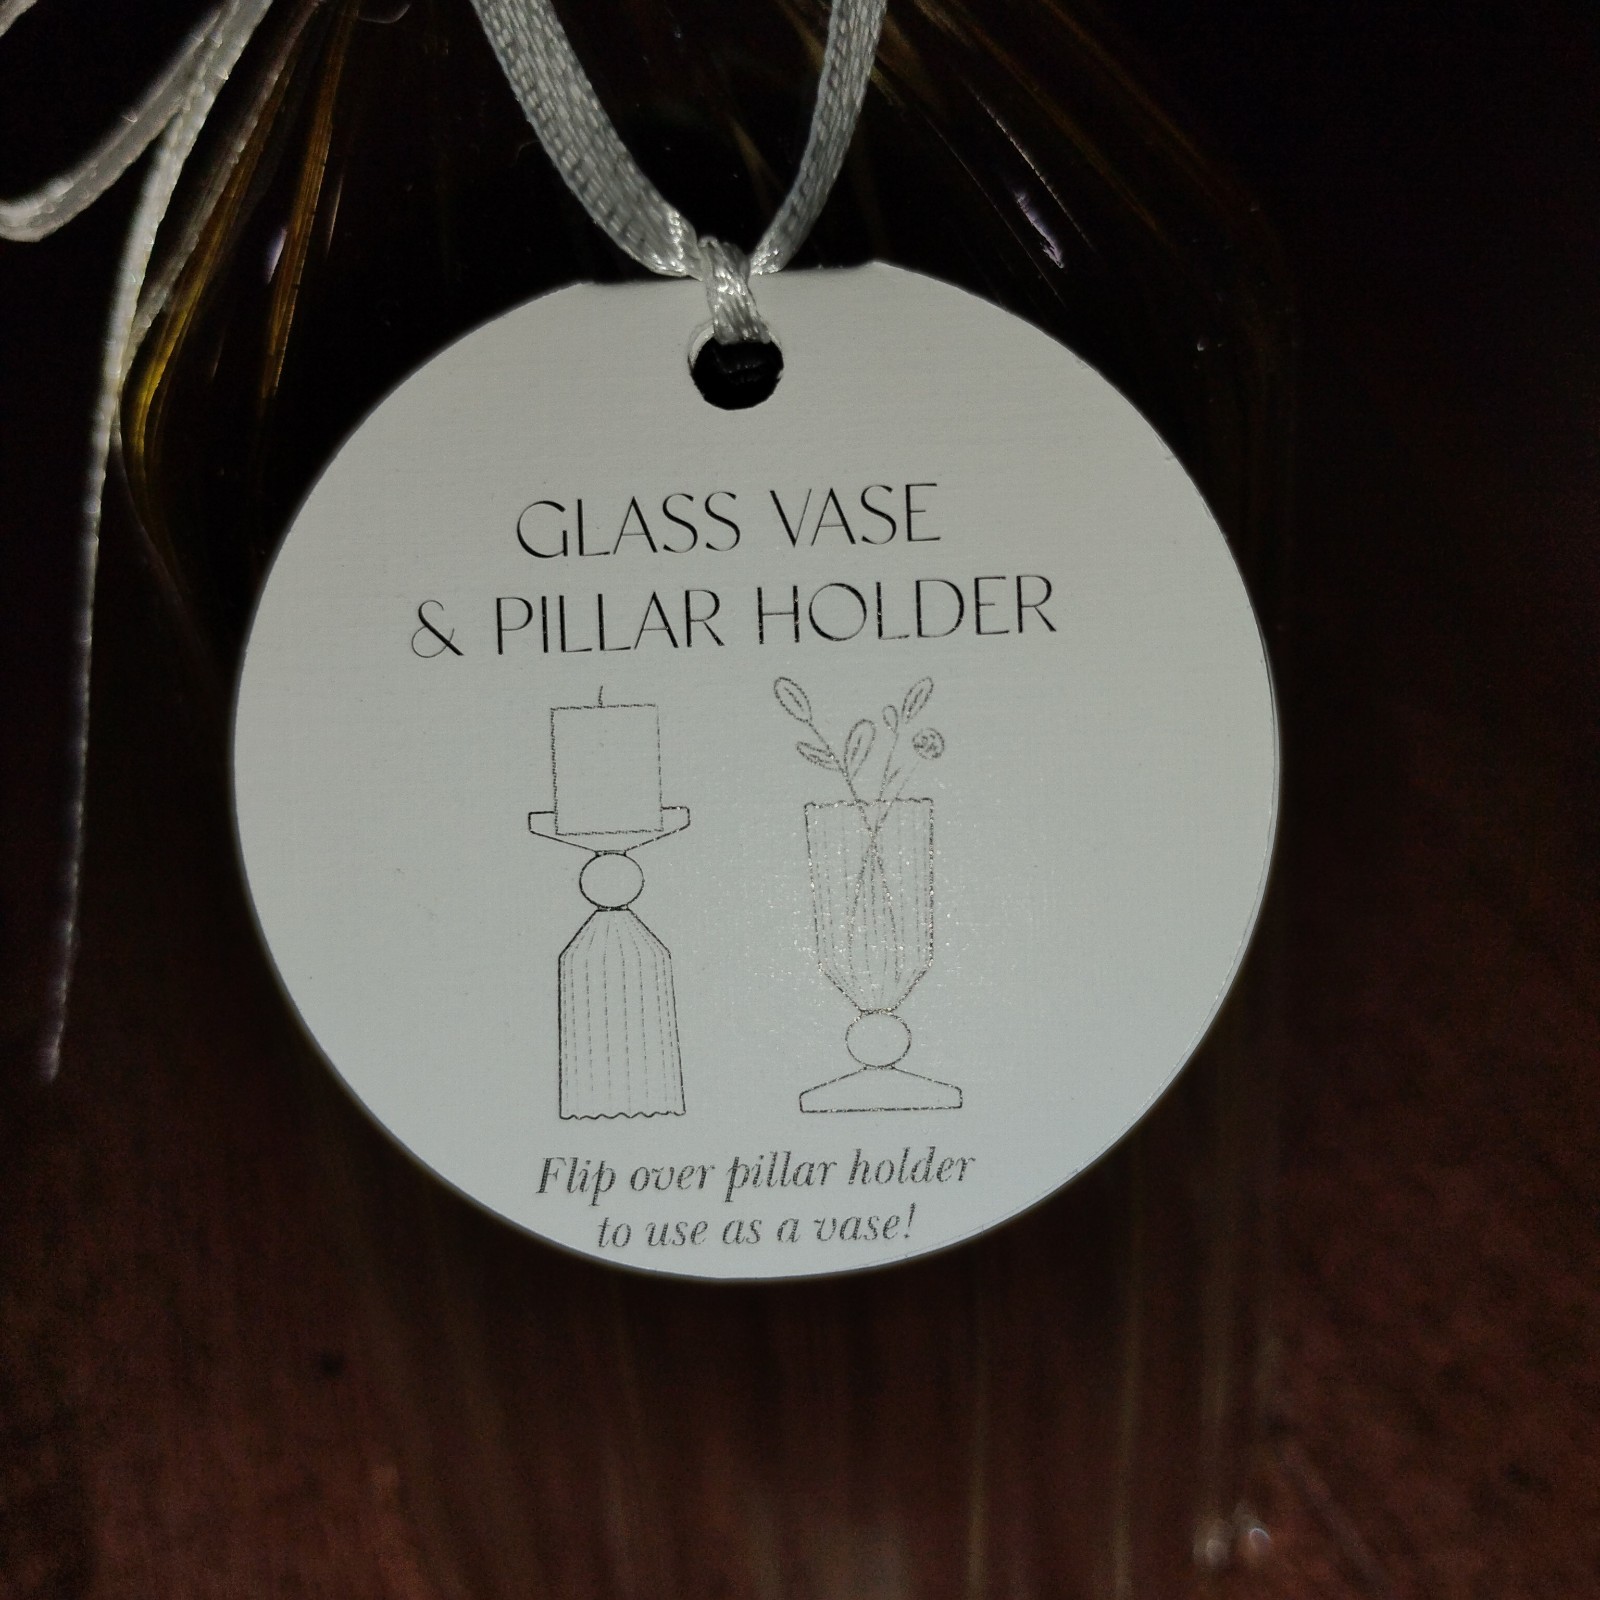 GLASS VASE
& PILLAR HOLDER
Flip over pillar holder
to use as a vase!